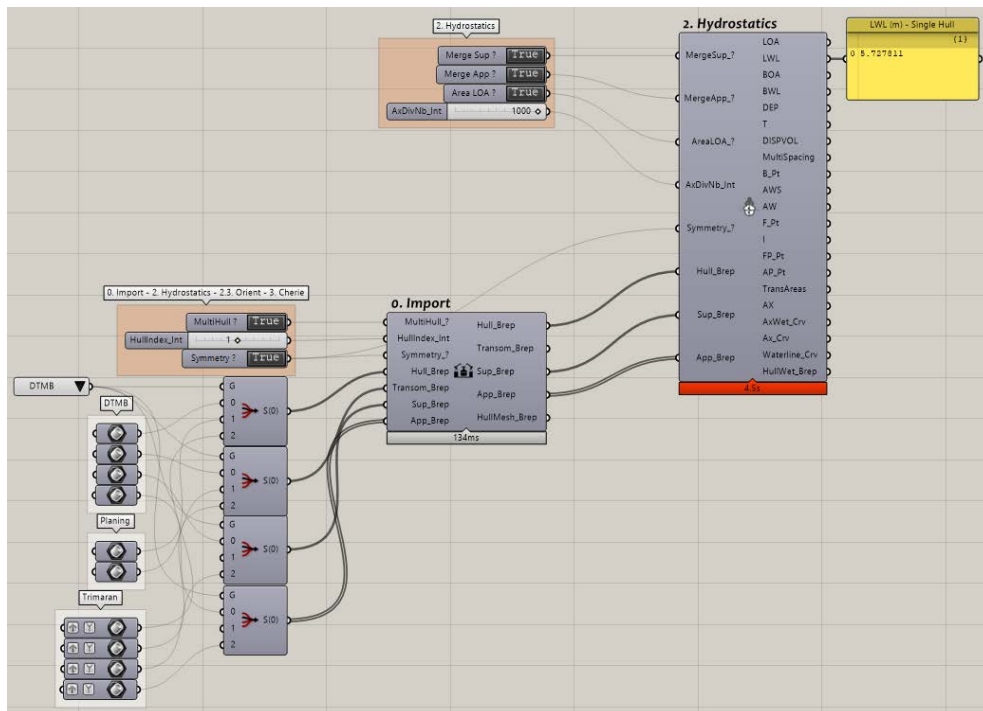 2. Hydrostatics
Merge Sup ? True
Merge App ? True
Area LOA ? True
AxDivNb_Int 1000
2. Hydrostatics
MergeSup_?
MergeApp_?
AreaLOA_?
AxDivNb_Int
Symmetry_?
Hull_Brep
Sup_Brep
App_Brep
LOA
LWL
BOA
BWL
DEP
T
DISPVOL
MultiSpacing
B_Pt
AWS
AW
F_Pt
I
FP_Pt
AP_Pt
TransAreas
AX
AxWet_Crv
Ax_Crv
Waterline_Crv
HullWet_Brep
4.5s
LWL (m) - Single Hull
{1}
0 5.727811
0. Import - 2. Hydrostatics - 2.3. Orient - 3. Cherie
MultiHull ? True
HullIndex_Int 1
Symmetry ? True
0. Import
MultiHull_?
HullIndex_Int
Symmetry_?
Hull_Brep
Transom_Brep
Sup_Brep
App_Brep
Hull_Brep
Transom_Brep
Sup_Brep
App_Brep
HullMesh_Brep
134ms
DTMB
DTMB
Planing
Trimaran
G
0
1
2
S(0)
G
0
1
2
S(0)
G
0
1
2
S(0)
G
0
1
2
S(0)